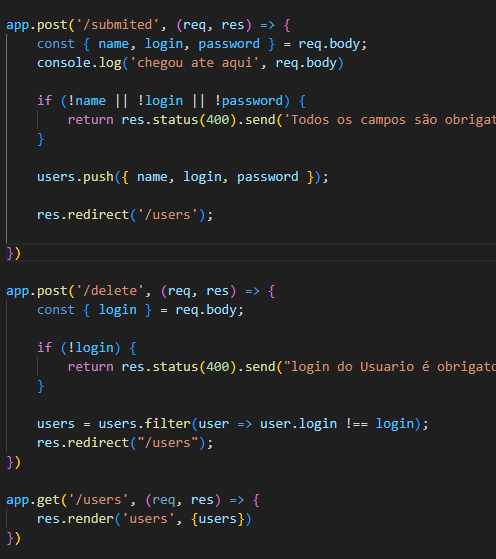 app.post('/submited', (req, res) => {
    const { name, login, password } = req.body;
    console.log('chegou ate aqui', req.body)
    if (!name || !login || !password) {
        return res.status(400).send('Todos os campos são
    }
    users.push({ name, login, password });
    res.redirect('/users');
})
app.post('/delete', (req, res) => {
    const { login } = req.body;
    if (!login) {
        return res.status(400).send("login do Usuario é
    }
    users = users.filter(user => user.login !== login);
    res.redirect("/users");
})
app.get('/users', (req, res) => {
    res.render('users', {users})
})